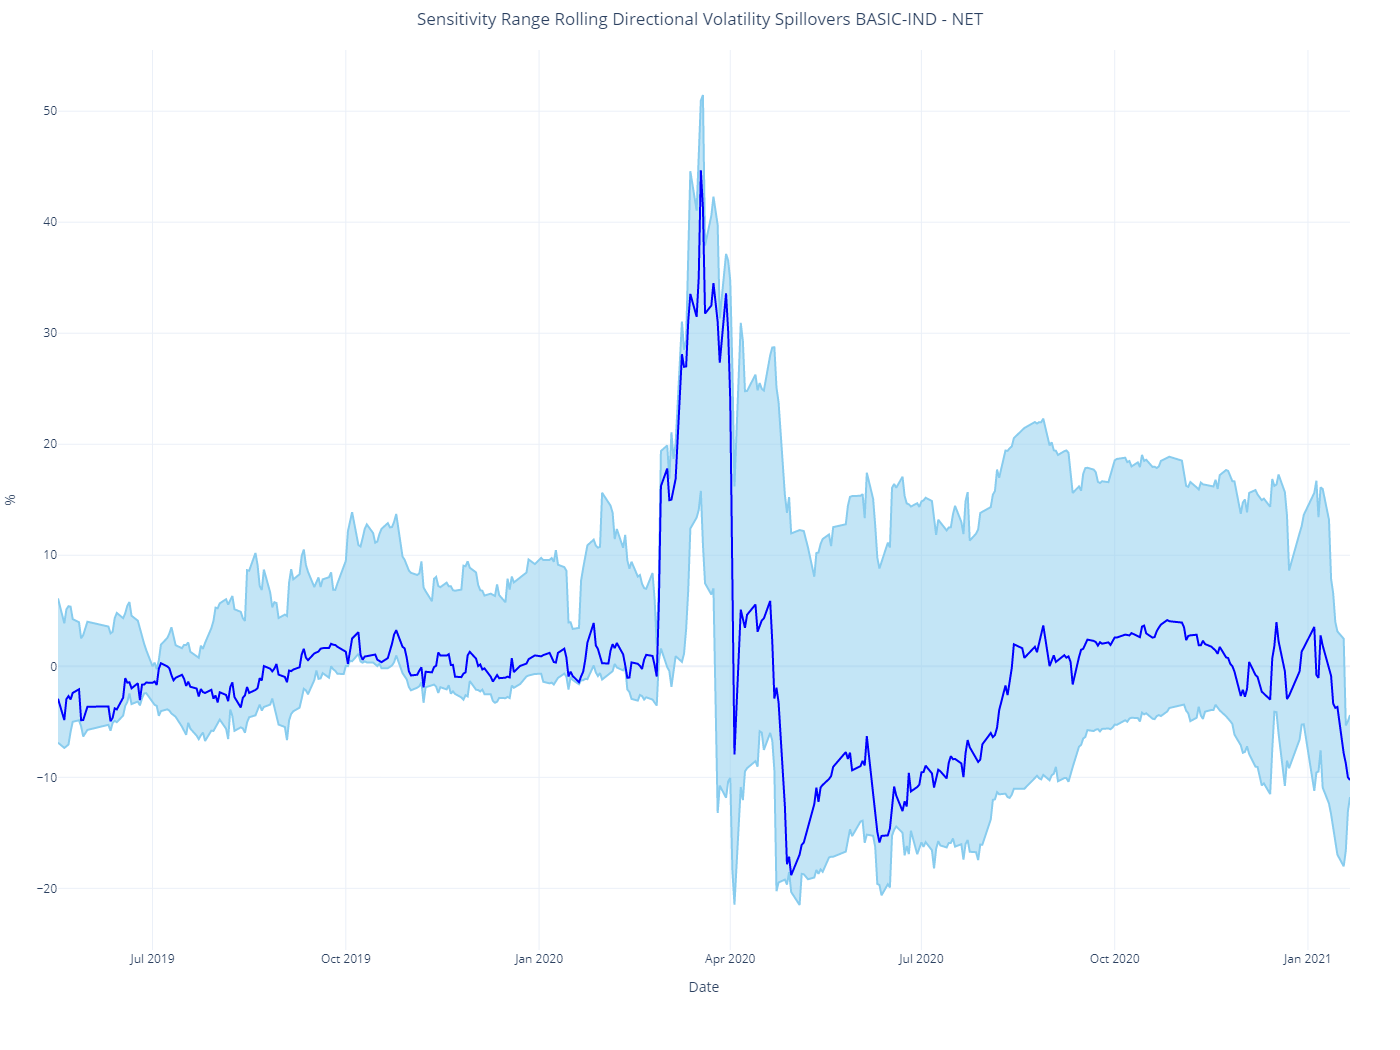 Sensitivity Range Rolling Directional Volatility Spillovers BASIC-IND - NET
50
40
30
20
10
0
−10
−20
%
Jul 2019
Oct 2019
Jan 2020
Apr 2020
Jul 2020
Oct 2020
Jan 2021
Date